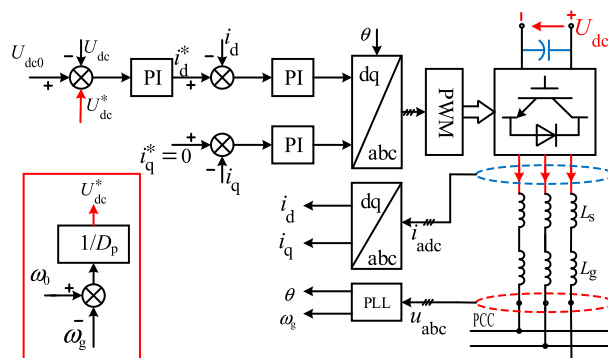 − +
U_dc
U_dc0
−
U_dc
+
U*_dc
PI
i*_d
+
−
i_d
PI
θ
dq
abc
PWM
i*_q = 0
+
−
i_q
PI
U*_dc
1/D_p
ω_0
+
−
ω_g
i_d
i_q
dq
abc
i_adc
L_s
L_g
θ
ω_g
PLL
u_abc
PCC